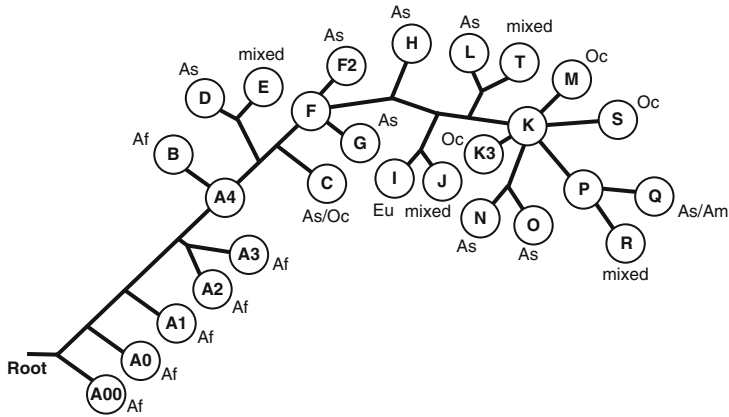 As
H
As
mixed
As
F2
L
T
mixed
Oc
As
E
M
D
F
As
Oc
S
K
Af
G
Oc
K3
B
C
I
J
P
Q
A4
As/Oc
Eu
mixed
N
O
As/Am
As
As
R
mixed
A3
Af
A2
Af
A1
Af
Root
A0
Af
A00
Af